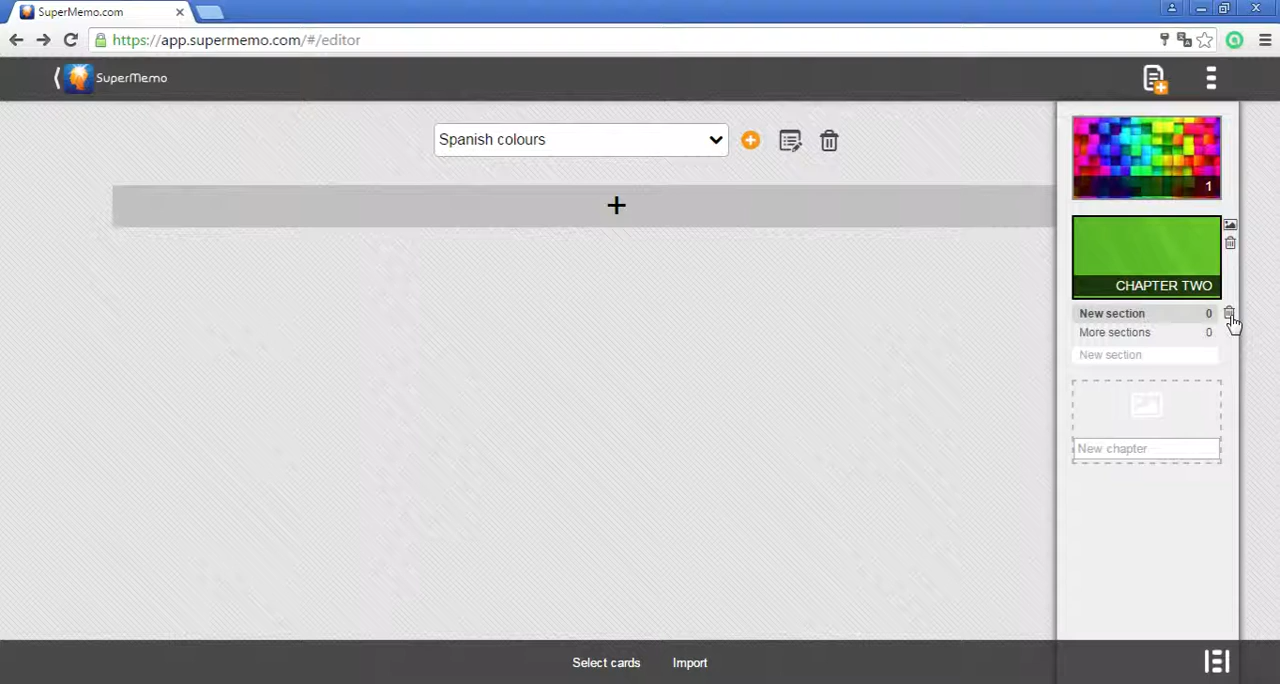 SuperMemo.com
https://app.supermemo.com/#/editor
SuperMemo
Spanish colours
1
CHAPTER TWO
New section 0
More sections 0
New section
New chapter
Select cards Import